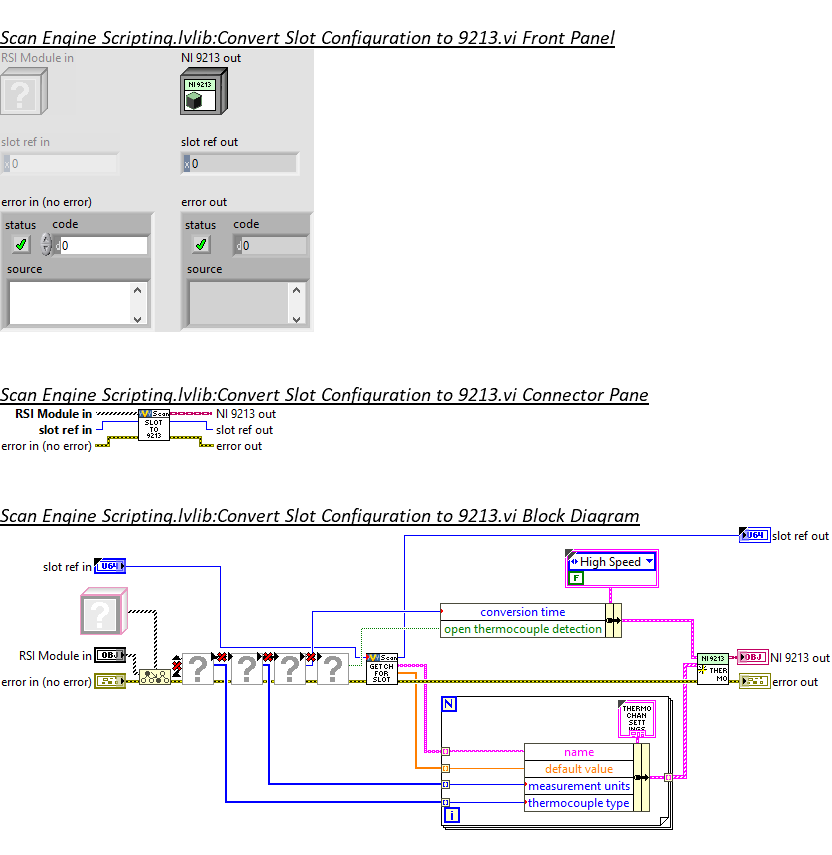 Scan Engine Scripting.lvlib:Convert Slot Configuration to 9213.vi Front Panel
RSI Module in
NI 9213 out
?
NI 9213
slot ref in
slot ref out
x 0
x 0
error in (no error)
error out
status code
status code
d 0
d 0
source
source
Scan Engine Scripting.lvlib:Convert Slot Configuration to 9213.vi Connector Pane
RSI Module in
Scan
NI 9213 out
slot ref in
SLOT
TO
9213
slot ref out
error in (no error)
error out
Scan Engine Scripting.lvlib:Convert Slot Configuration to 9213.vi Block Diagram
U64
slot ref out
slot ref in
U64
High Speed
F
?
conversion time
open thermocouple detection
RSI Module in
OBJ
? ? ? ?
Scan
GET CH
FOR
SLOT
NI 9213
THER
MO
OBJ
NI 9213 out
error in (no error)
error out
N
THERMO
CHAN
SETT
INGS
name
default value
measurement units
thermocouple type
i